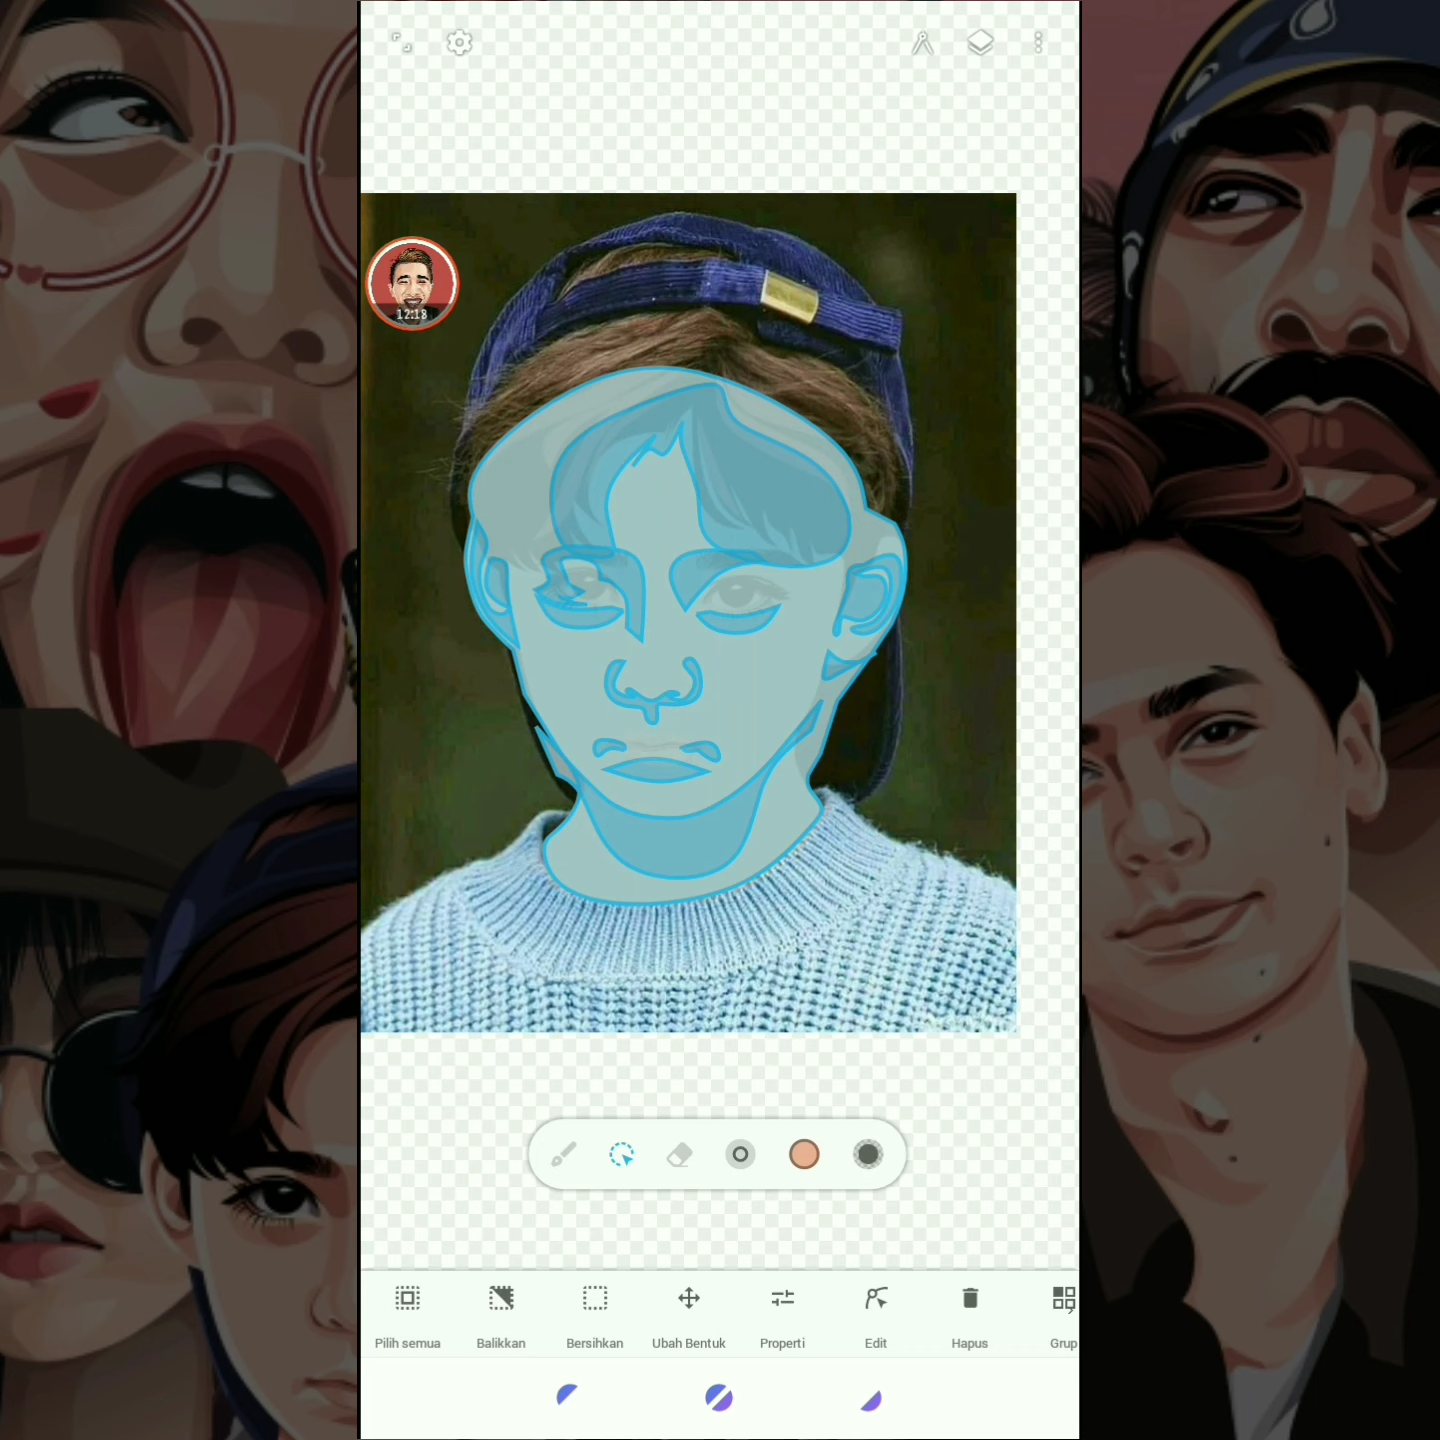 12:18
Pilih semua
Balikkan
Bersihkan
Ubah Bentuk
Properti
Edit
Hapus
Grup